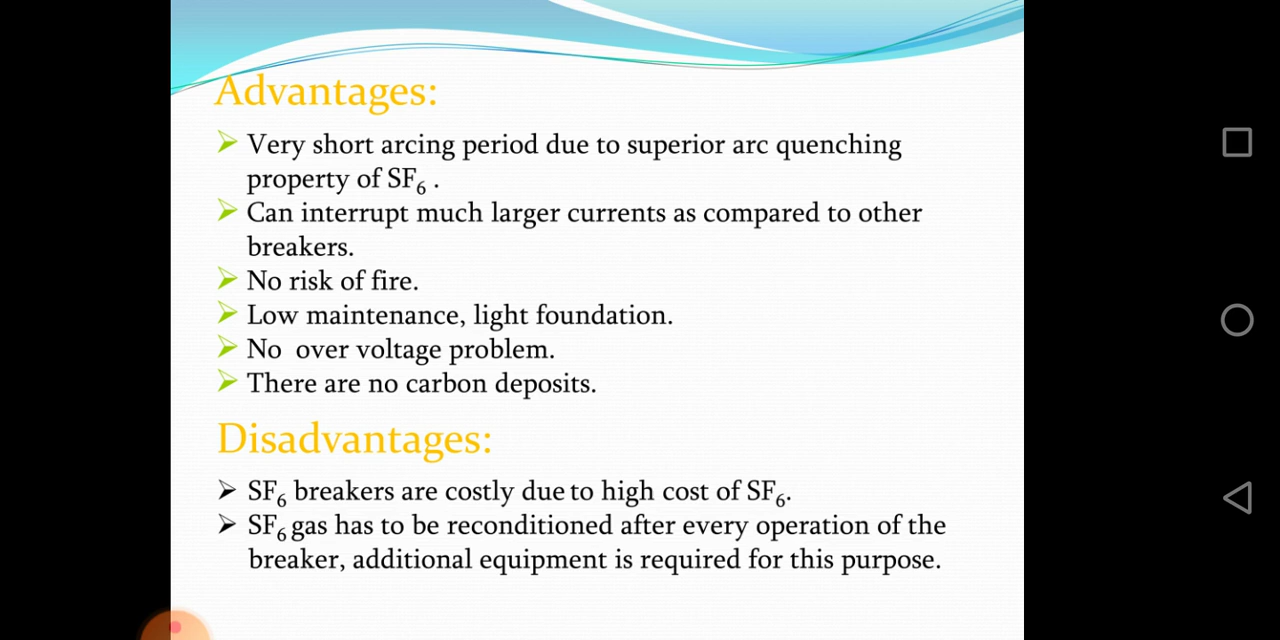 Advantages:
Very short arcing period due to superior arc quenching
property of SF₆ .
Can interrupt much larger currents as compared to other
breakers.
No risk of fire.
Low maintenance, light foundation.
No  over voltage problem.
There are no carbon deposits.
Disadvantages:
SF₆ breakers are costly due to high cost of SF₆.
SF₆ gas has to be reconditioned after every operation of the
breaker, additional equipment is required for this purpose.